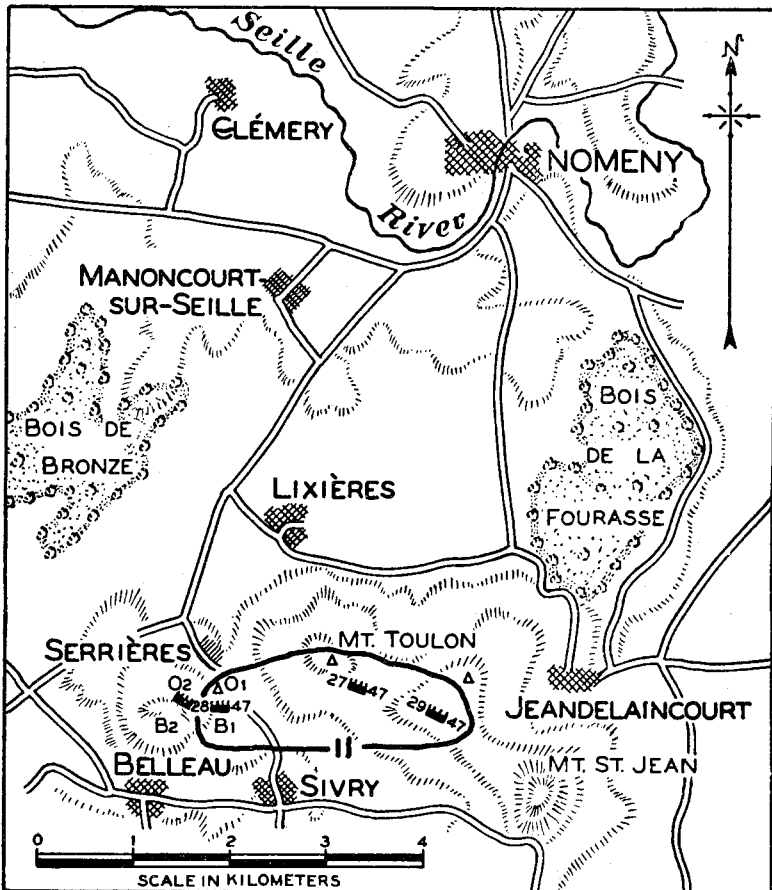 Seille
River
N
CLÉMERY
NOMENY
MANONCOURT-
SUR-SEILLE
BOIS DE
BRONZE
BOIS
DE LA
FOURASSE
LIXIÈRES
SERRIÈRES
MT. TOULON
O2
O1
28 47
27 47
29 47
B2
B1
JEANDELAINCOURT
BELLEAU
II
SIVRY
MT. ST. JEAN
0 1 2 3 4
SCALE IN KILOMETERS